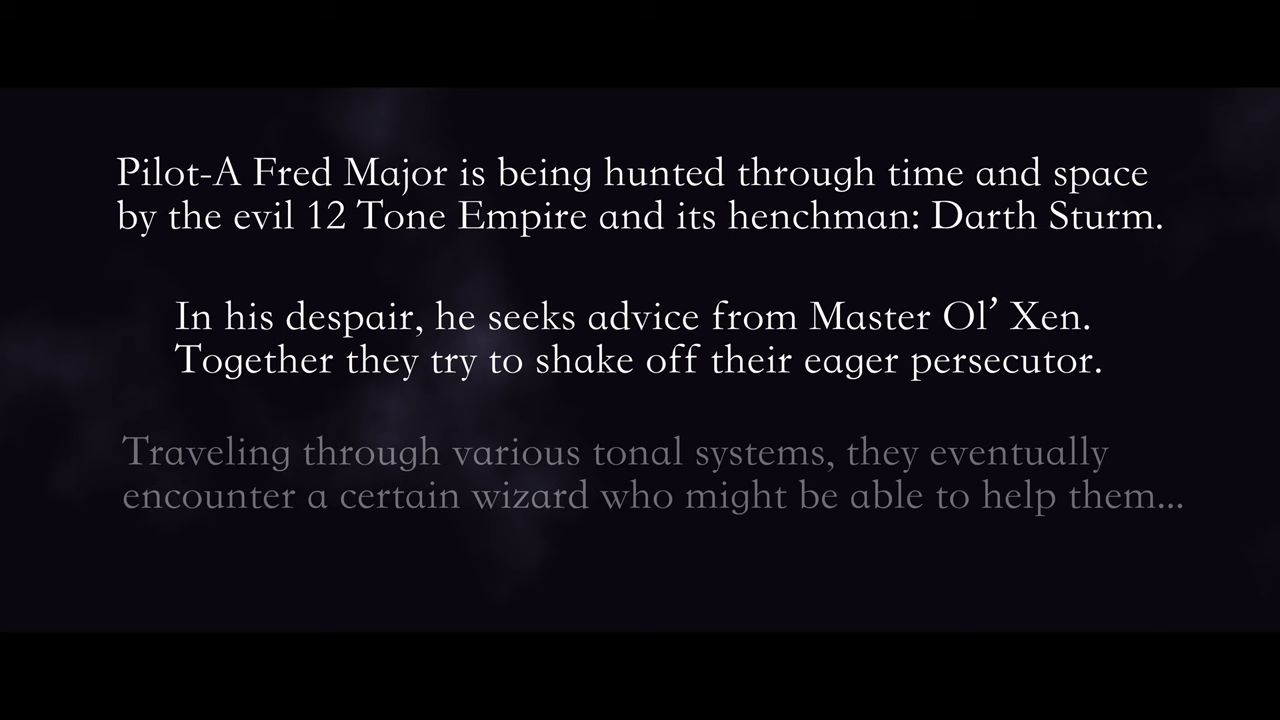 Pilot-A Fred Major is being hunted through time and space
by the evil 12 Tone Empire and its henchman: Darth Sturm.
In his despair, he seeks advice from Master Ol’ Xen.
Together they try to shake off their eager persecutor.
Traveling through various tonal systems, they eventually
encounter a certain wizard who might be able to help them...